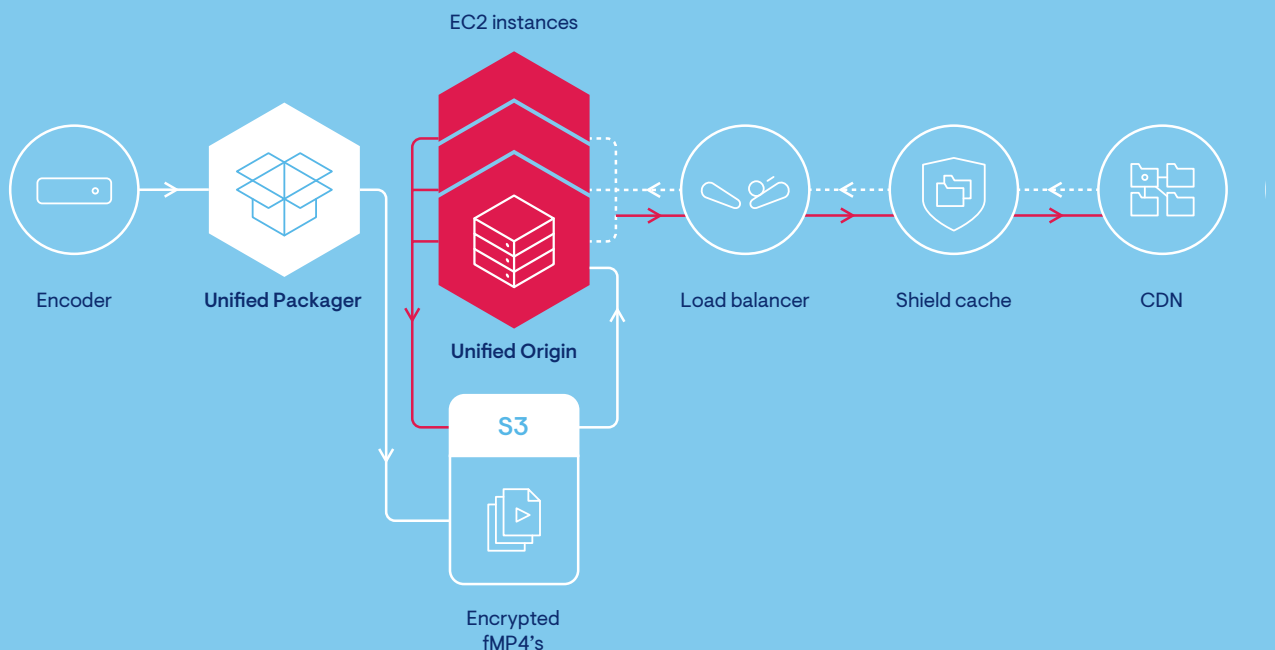 EC2 instances
Encoder
Unified Packager
Unified Origin
Load balancer
Shield cache
CDN
S3
Encrypted
fMP4's